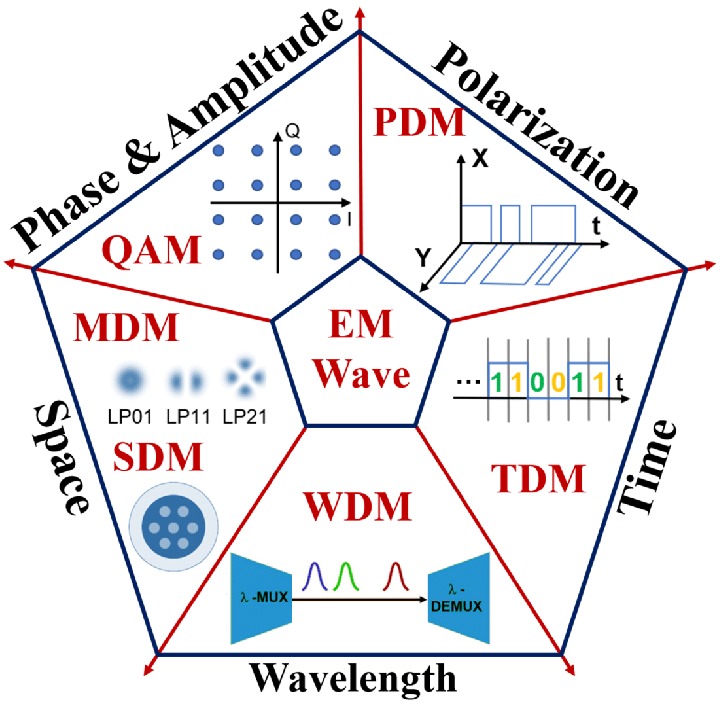 Phase & Amplitude
Polarization
Q
I
QAM
PDM
X
Y
t
EM
Wave
MDM
LP01 LP11 LP21
SDM
Space
... 1 1 0 0 1 1 t
TDM
Time
WDM
λ -MUX
λ -
DEMUX
Wavelength